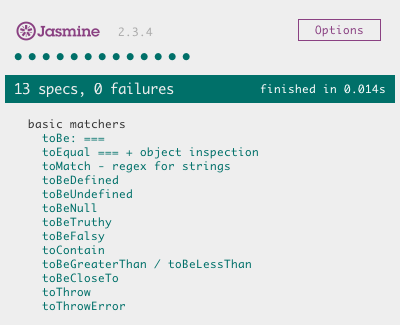 Jasmine 2.3.4 Options
13 specs, 0 failures finished in 0.014s
basic matchers
toBe: ===
toEqual === + object inspection
toMatch - regex for strings
toBeDefined
toBeUndefined
toBeNull
toBeTruthy
toBeFalsy
toContain
toBeGreaterThan / toBeLessThan
toBeCloseTo
toThrow
toThrowError